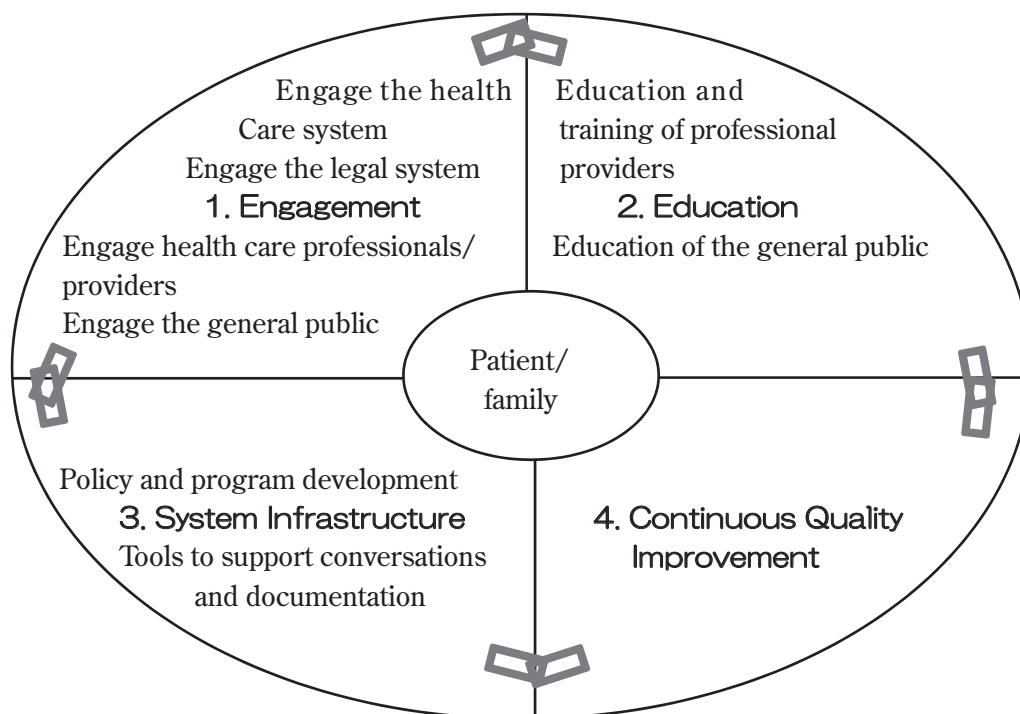 Engage the health
Care system
Engage the legal system
1. Engagement
Engage health care professionals/
providers
Engage the general public
Education and
training of professional
providers
2. Education
Education of the general public
Patient/
family
Policy and program development
3. System Infrastructure
Tools to support conversations
and documentation
4. Continuous Quality
Improvement